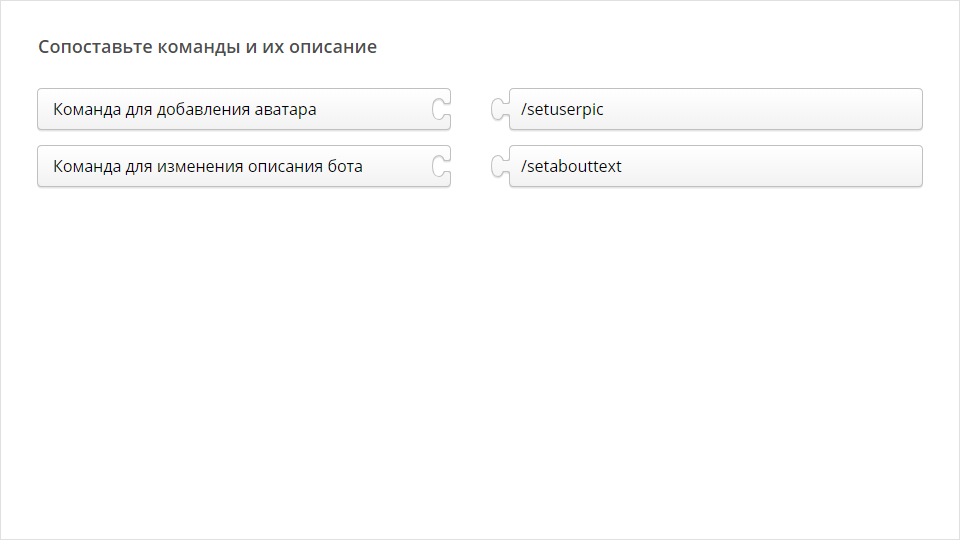 Сопоставьте команды и их описание
Команда для добавления аватара
/setuserpic
Команда для изменения описания бота
/setabouttext